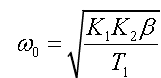 ω₀ = √(K₁K₂β / T₁)